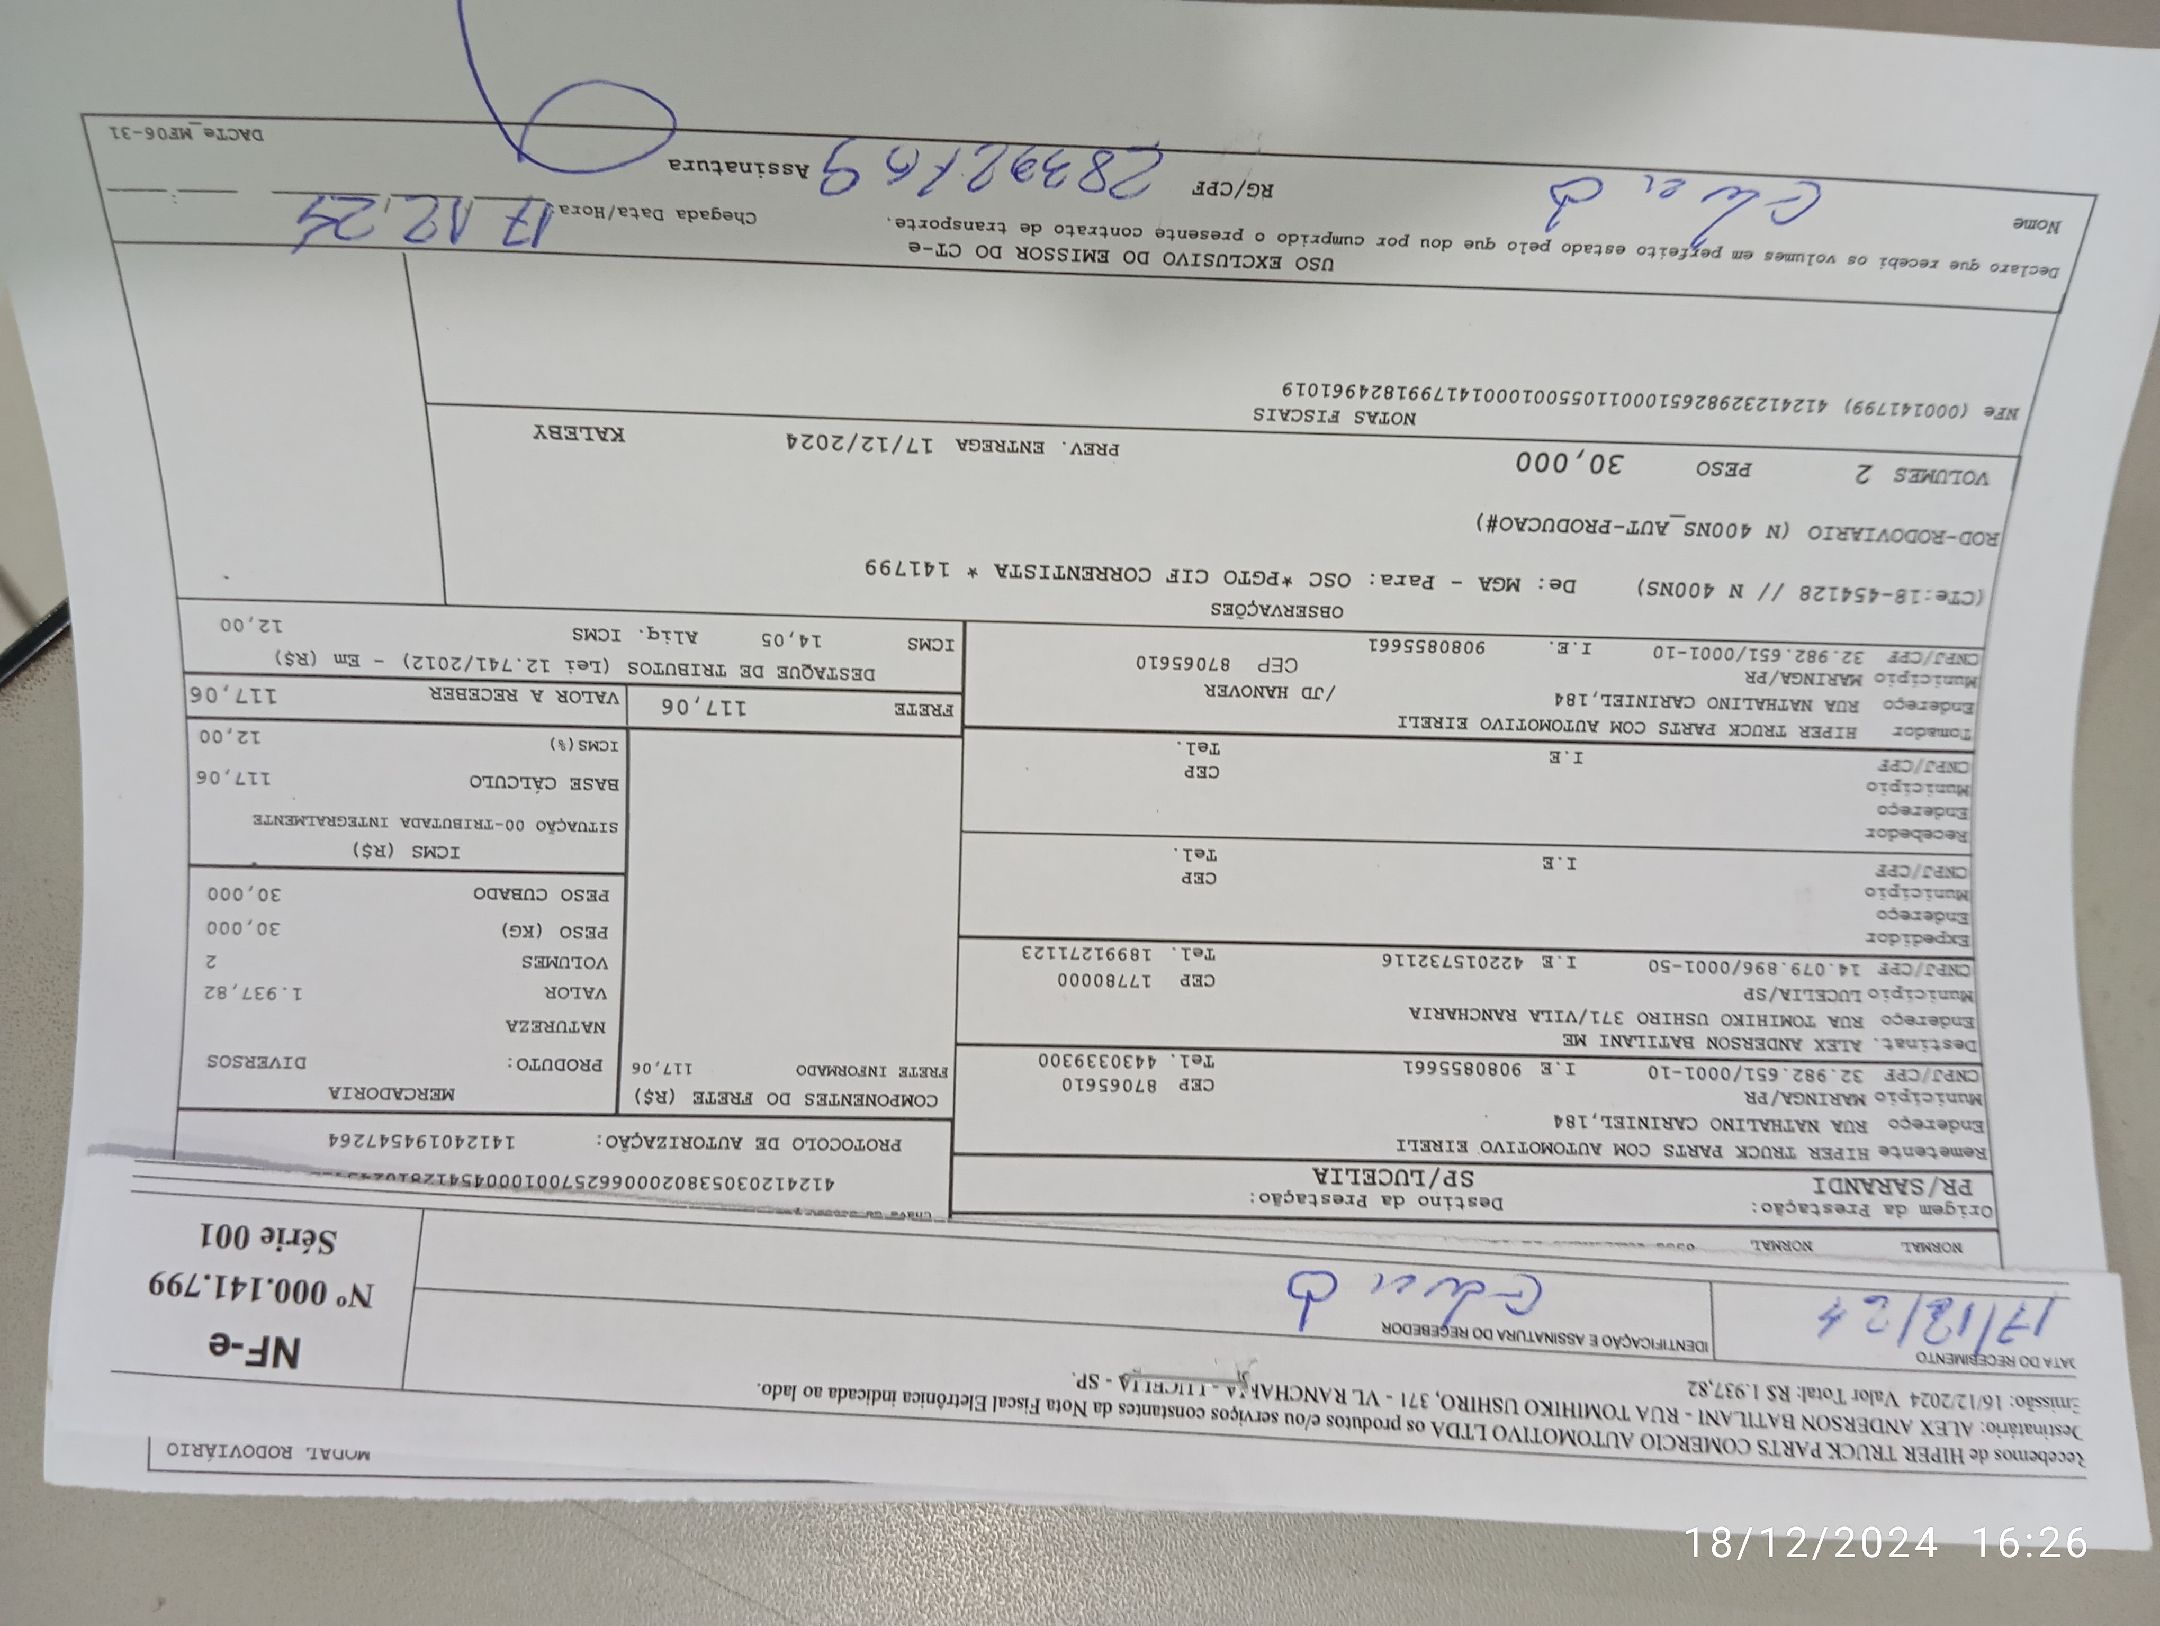 MODAL RODOVIÁRIO
Recebemos de HIPER TRUCK PARTS COMERCIO AUTOMOTIVO LTDA os produtos e/ou serviços constantes da Nota Fiscal Eletrônica indicada ao lado.
Destinatário: ALEX ANDERSON BATILANI - RUA TOMIHIKO USHIRO, 371 - VL RANCHARIA - LUCELIA - SP.
Emissão: 16/12/2024 Valor Total: R$ 1.937,82
DATA DO RECEBIMENTO
IDENTIFICAÇÃO E ASSINATURA DO RECEBEDOR
17/12/24
NF-e
Nº 000.141.799
Série 001
NORMAL NORMAL
Origem da Prestação: Destino da Prestação:
PR/SARANDI SP/LUCELIA
PROTOCOLO DE AUTORIZAÇÃO: 141240194547264
Remetente HIPER TRUCK PARTS COM AUTOMOTIVO EIRELI
Endereço RUA NATHALINO CARINIEL,184
Município MARINGA/PR CEP 87065610
CNPJ/CPF 32.982.651/0001-10 I.E 9080855661 Tel. 4430339300
Destinat. ALEX ANDERSON BATILANI ME
Endereço RUA TOMIHIKO USHIRO 371/VILA RANCHARIA
Município LUCELIA/SP CEP 17780000
CNPJ/CPF 14.079.896/0001-50 I.E 422015732116 Tel. 18991271123
Expedidor
Endereço
Município CEP
CNPJ/CPF I.E Tel.
Recebedor
Endereço
Município CEP
CNPJ/CPF I.E Tel.
Tomador HIPER TRUCK PARTS COM AUTOMOTIVO EIRELI
Endereço RUA NATHALINO CARINIEL,184 /JD HANOVER
Município MARINGA/PR CEP 87065610
CNPJ/CPF 32.982.651/0001-10 I.E. 9080855661
COMPONENTES DO FRETE (R$)
FRETE INFORMADO 117,06
MERCADORIA
PRODUTO: DIVERSOS
NATUREZA
VALOR 1.937,82
VOLUMES 2
PESO (KG) 30,000
PESO CUBADO 30,000
ICMS (R$)
SITUAÇÃO 00-TRIBUTADA INTEGRALMENTE
BASE CÁLCULO 117,06
ICMS(%) 12,00
FRETE 117,06 VALOR A RECEBER 117,06
DESTAQUE DE TRIBUTOS (Lei 12.741/2012) - Em (R$)
ICMS 14,05 Aliq. ICMS 12,00
OBSERVAÇÕES
(CTe:18-454128 // N 400NS) De: MGA - Para: OSC *PGTO CIF CORRENTISTA * 141799
ROD-RODOVIARIO (N 400NS_AUT-PRODUCAO#)
VOLUMES 2 PESO 30,000 PREV. ENTREGA 17/12/2024 KALEBY
NOTAS FISCAIS
NFe (000141799) 41241232982651000110550010001417991824961019
USO EXCLUSIVO DO EMISSOR DO CT-e
Declaro que recebi os volumes em perfeito estado pelo que dou por cumprido o presente contrato de transporte.
Chegada Data/Hora 17 12 24 :
Nome RG/CPF Assinatura
DACTe_MF06-31
18/12/2024 16:26